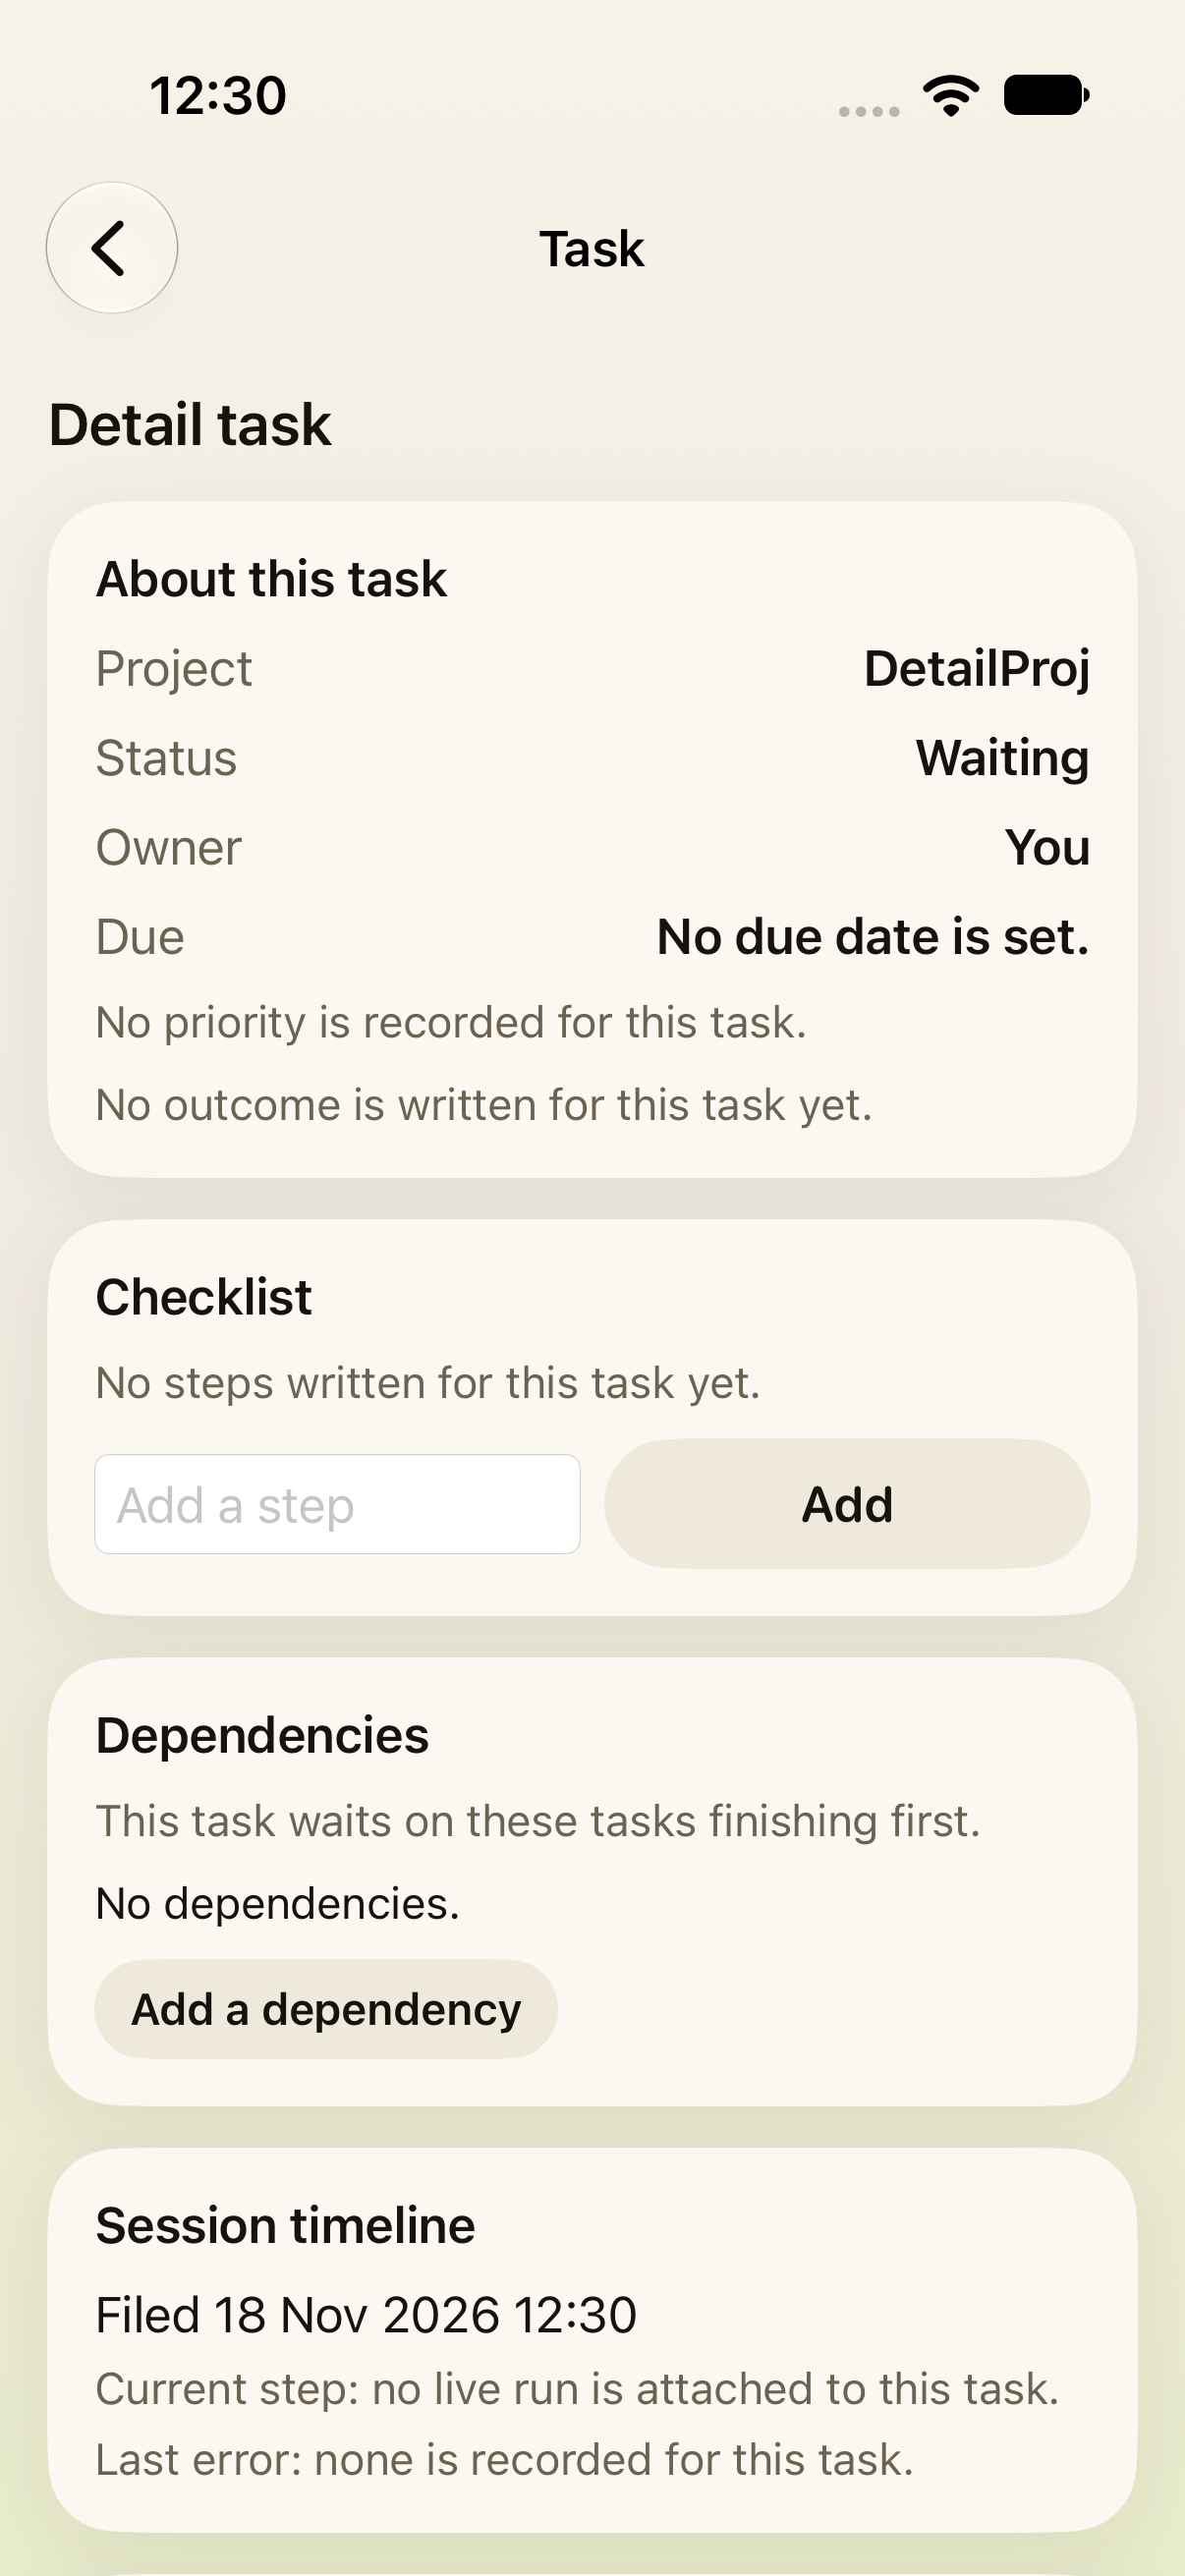 12:30
Task
Detail task
About this task
Project DetailProj
Status Waiting
Owner You
Due No due date is set.
No priority is recorded for this task.
No outcome is written for this task yet.
Checklist
No steps written for this task yet.
Add a step Add
Dependencies
This task waits on these tasks finishing first.
No dependencies.
Add a dependency
Session timeline
Filed 18 Nov 2026 12:30
Current step: no live run is attached to this task.
Last error: none is recorded for this task.